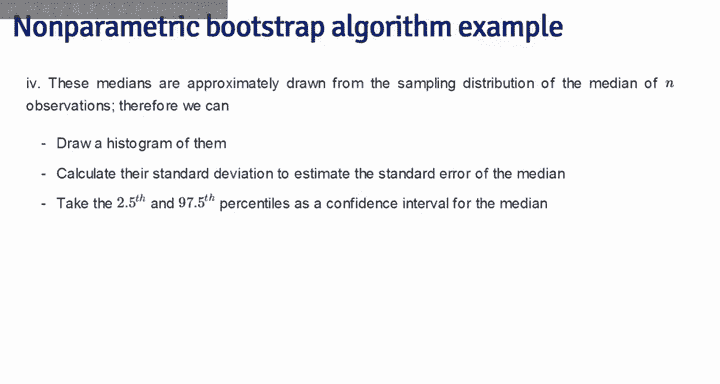 Nonparametric bootstrap algorithm example
iv. These medians are approximately drawn from the sampling distribution of the median of n
observations; therefore we can
- Draw a histogram of them
- Calculate their standard deviation to estimate the standard error of the median
- Take the 2.5th and 97.5th percentiles as a confidence interval for the median